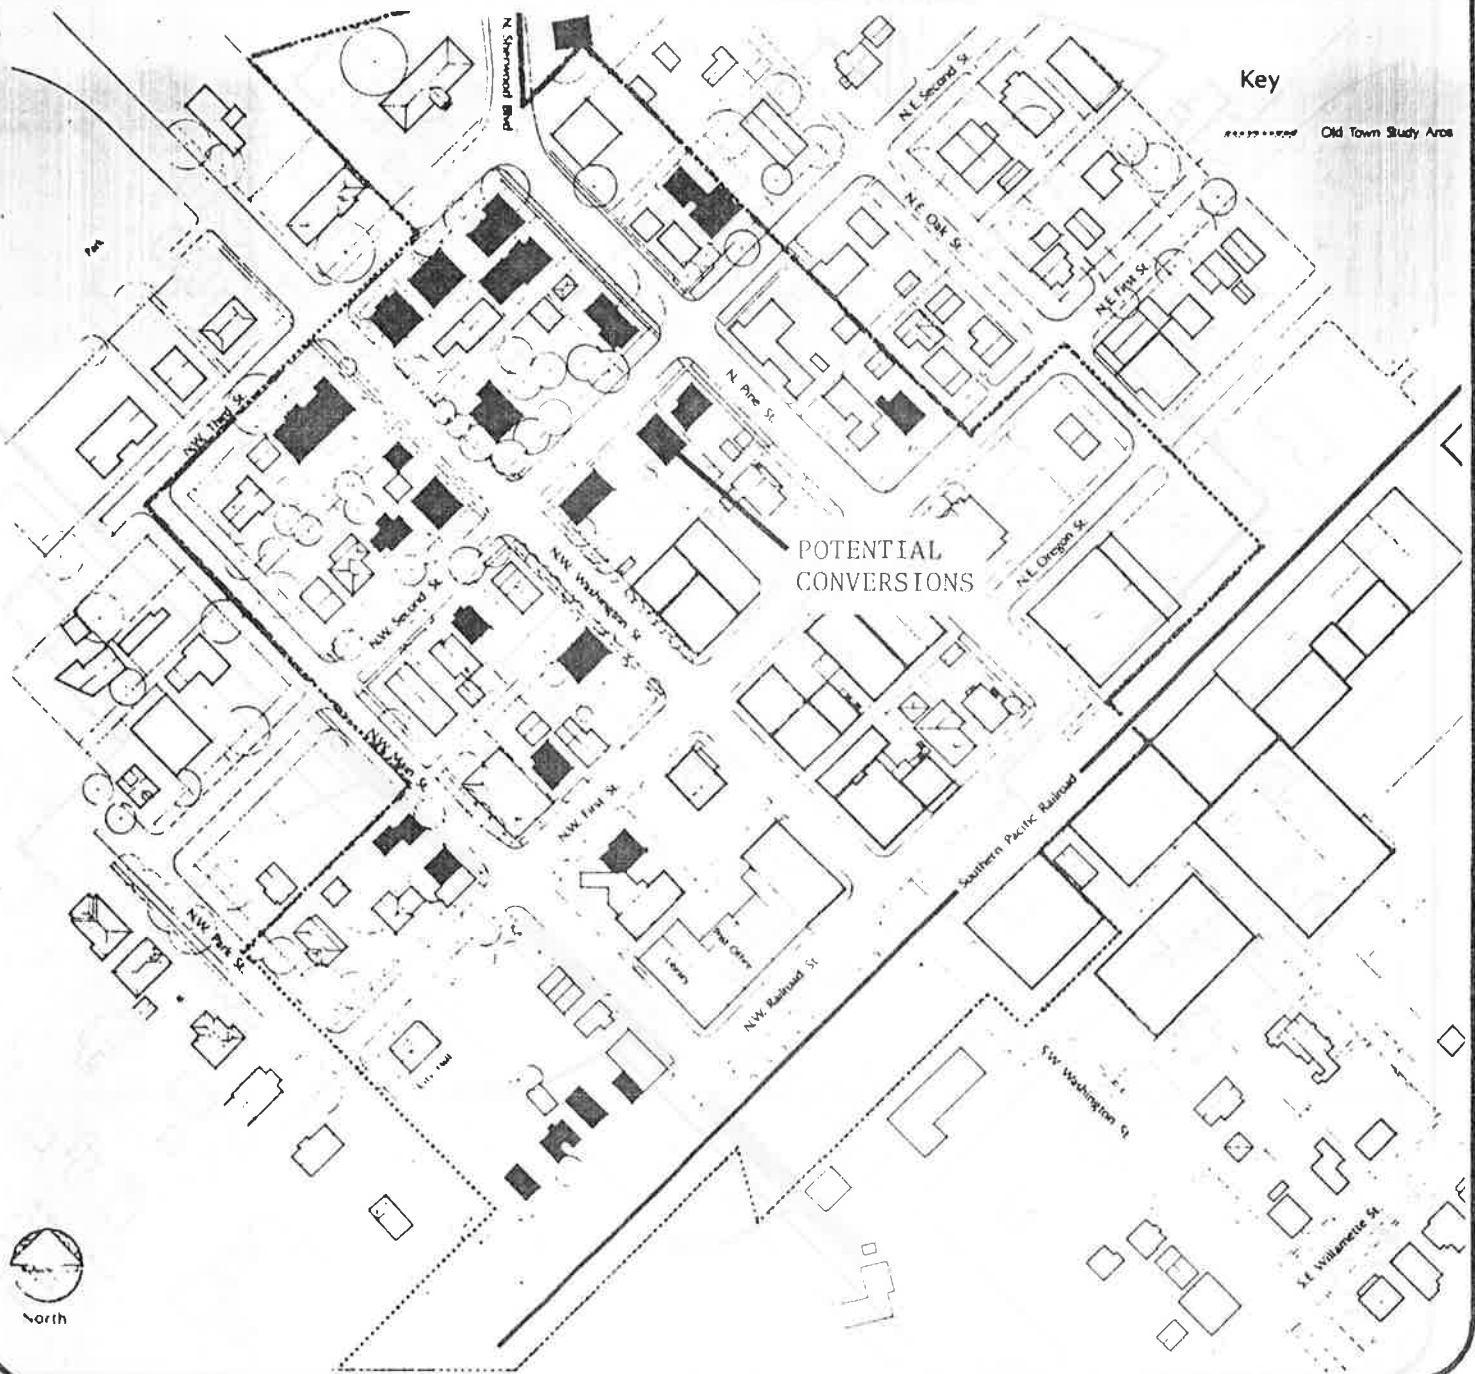 Key
Old Town Study Area
N. Sherwood Blvd
N.E. Second St.
N.E. Oak St.
N.E. First St.
Park
N.W. Third St.
N. Pine St.
POTENTIAL
CONVERSIONS
N.E. Oregon St.
N.W. Washington St.
N.W. Second St.
N.W. Main St.
N.W. First St.
Southern Pacific Railroad
N.W. Park St.
Post Office
Library
N.W. Railroad St
City Hall
S.W. Washington St.
S.E. Willamette St.
North